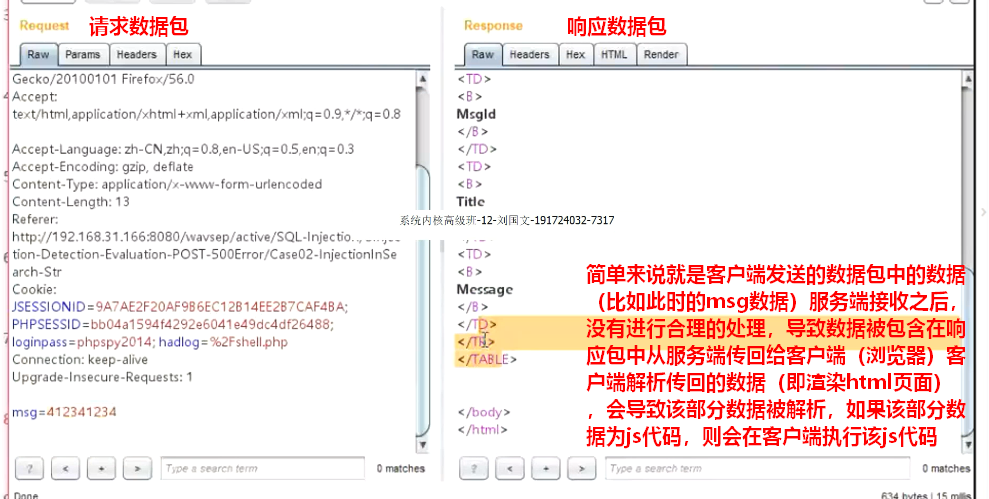 Request 请求数据包
Raw Params Headers Hex
Gecko/20100101 Firefox/56.0
Accept:
text/html,application/xhtml+xml,application/xml;q=0.9,*/*;q=0.8
Accept-Language: zh-CN,zh;q=0.8,en-US;q=0.5,en;q=0.3
Accept-Encoding: gzip, deflate
Content-Type: application/x-www-form-urlencoded
Content-Length: 13
Referer:
http://192.168.31.166:8080/wavsep/active/SQL-Injection/
tion-Detection-Evaluation-POST-500Error/Case02-InjectionInSe
arch-Str
Cookie:
JSESSIONID=9A7AE2F20AF9B6EC12B14EE2B7CAF4BA;
PHPSESSID=bb04a1594f4292e6041e49dc4df26488;
loginpass=phpspy2014; hadlog=%2Fshell.php
Connection: keep-alive
Upgrade-Insecure-Requests: 1
msg=412341234
? < + > Type a search term 0 matches
Done
Response 响应数据包
Raw Headers Hex HTML Render
<TD>
<B>
MsgId
</B>
</TD>
<TD>
<B>
Title
系统内核高级班-12-刘国文-191724032-7317
<TD>
<B>
Message
</B>
</TD>
</TR>
</TABLE>
</body>
</html>
简单来说就是客户端发送的数据包中的数据
（比如此时的msg数据）服务端接收之后，
没有进行合理的处理，导致数据被包含在响
应包中从服务端传回给客户端（浏览器）客
户端解析传回的数据（即渲染html页面）
，会导致该部分数据被解析，如果该部分数
据为js代码，则会在客户端执行该js代码
? < + > Type a search term 0 matches
634 bytes | 15 millis